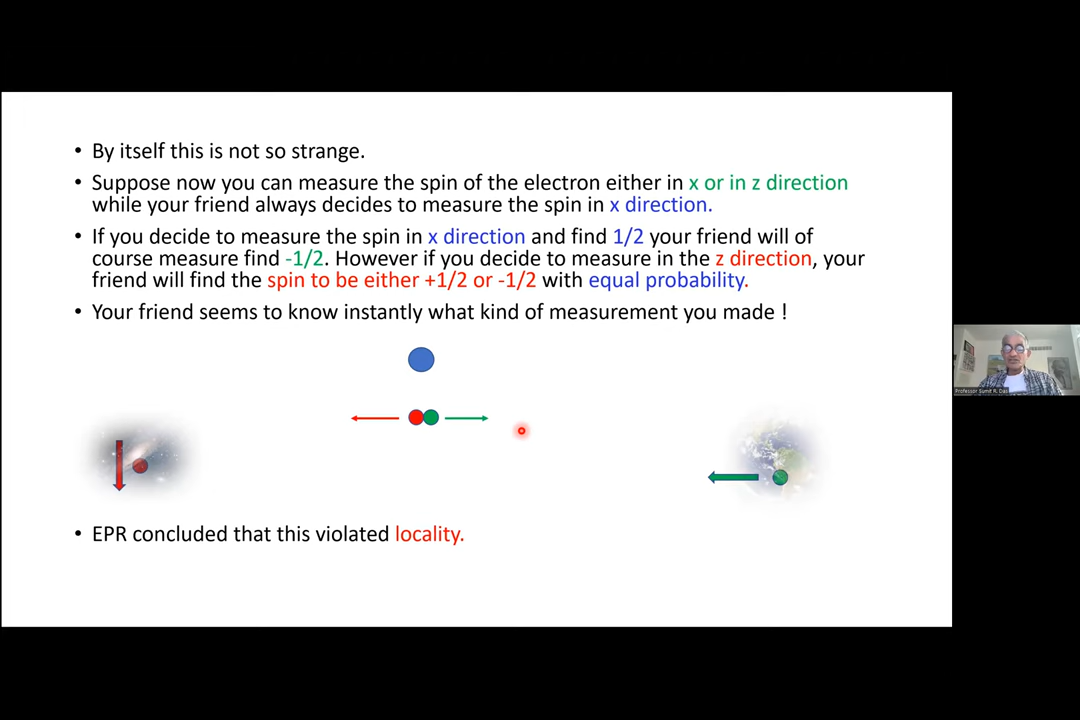 • By itself this is not so strange.
• Suppose now you can measure the spin of the electron either in x or in z direction
while your friend always decides to measure the spin in x direction.
• If you decide to measure the spin in x direction and find 1/2 your friend will of
course measure find -1/2. However if you decide to measure in the z direction, your
friend will find the spin to be either +1/2 or -1/2 with equal probability.
• Your friend seems to know instantly what kind of measurement you made !
Professor Sumit R. Das
• EPR concluded that this violated locality.